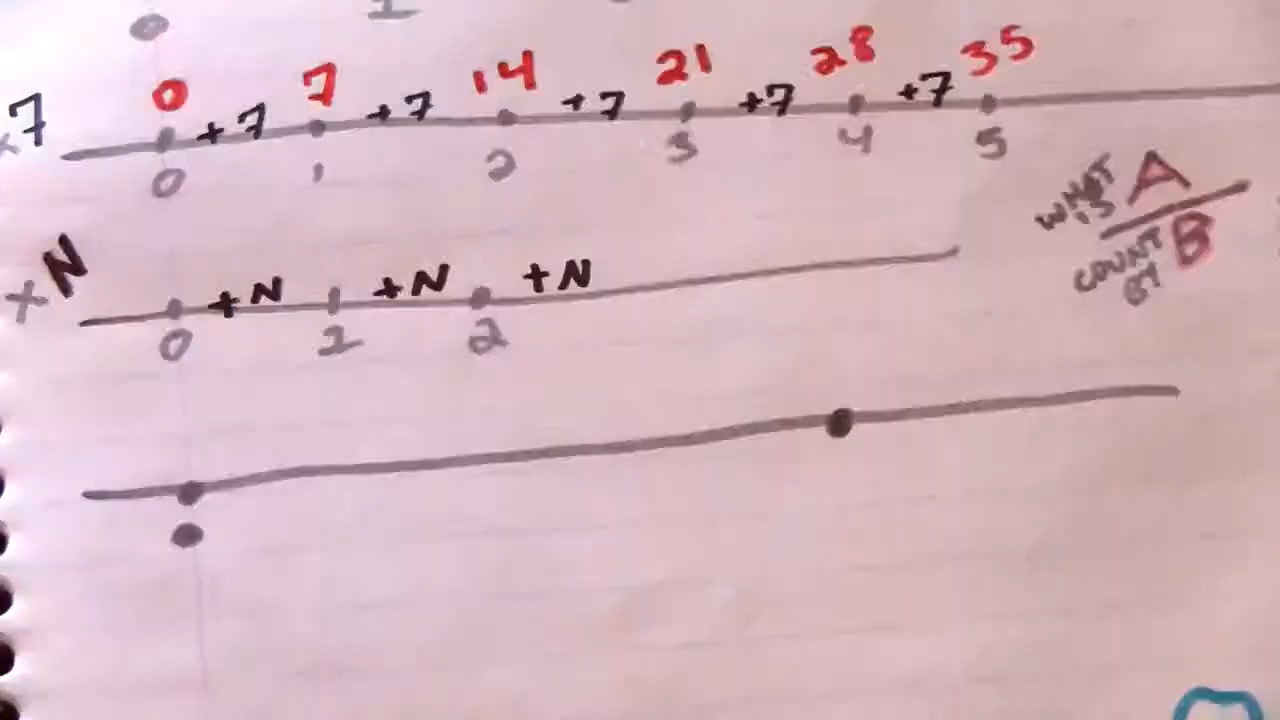 0 7 14 21 28 35
×7 +7 +7 +7 +7 +7
0 1 2 3 4 5
WHAT IS A
COUNT BY B
×N +N +N +N
0 1 2